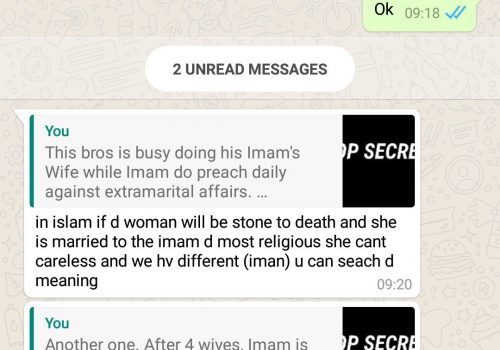 Ok 09:18
2 UNREAD MESSAGES
You
This bros is busy doing his Imam's
Wife while Imam do preach daily
against extramarital affairs. ...
OP SECRE
in islam if d woman will be stone to death and she
is married to the imam d most religious she cant
careless and we hv different (iman) u can seach d
meaning
09:20
You
Another one. After 4 wives, Imam is
OP SECRE